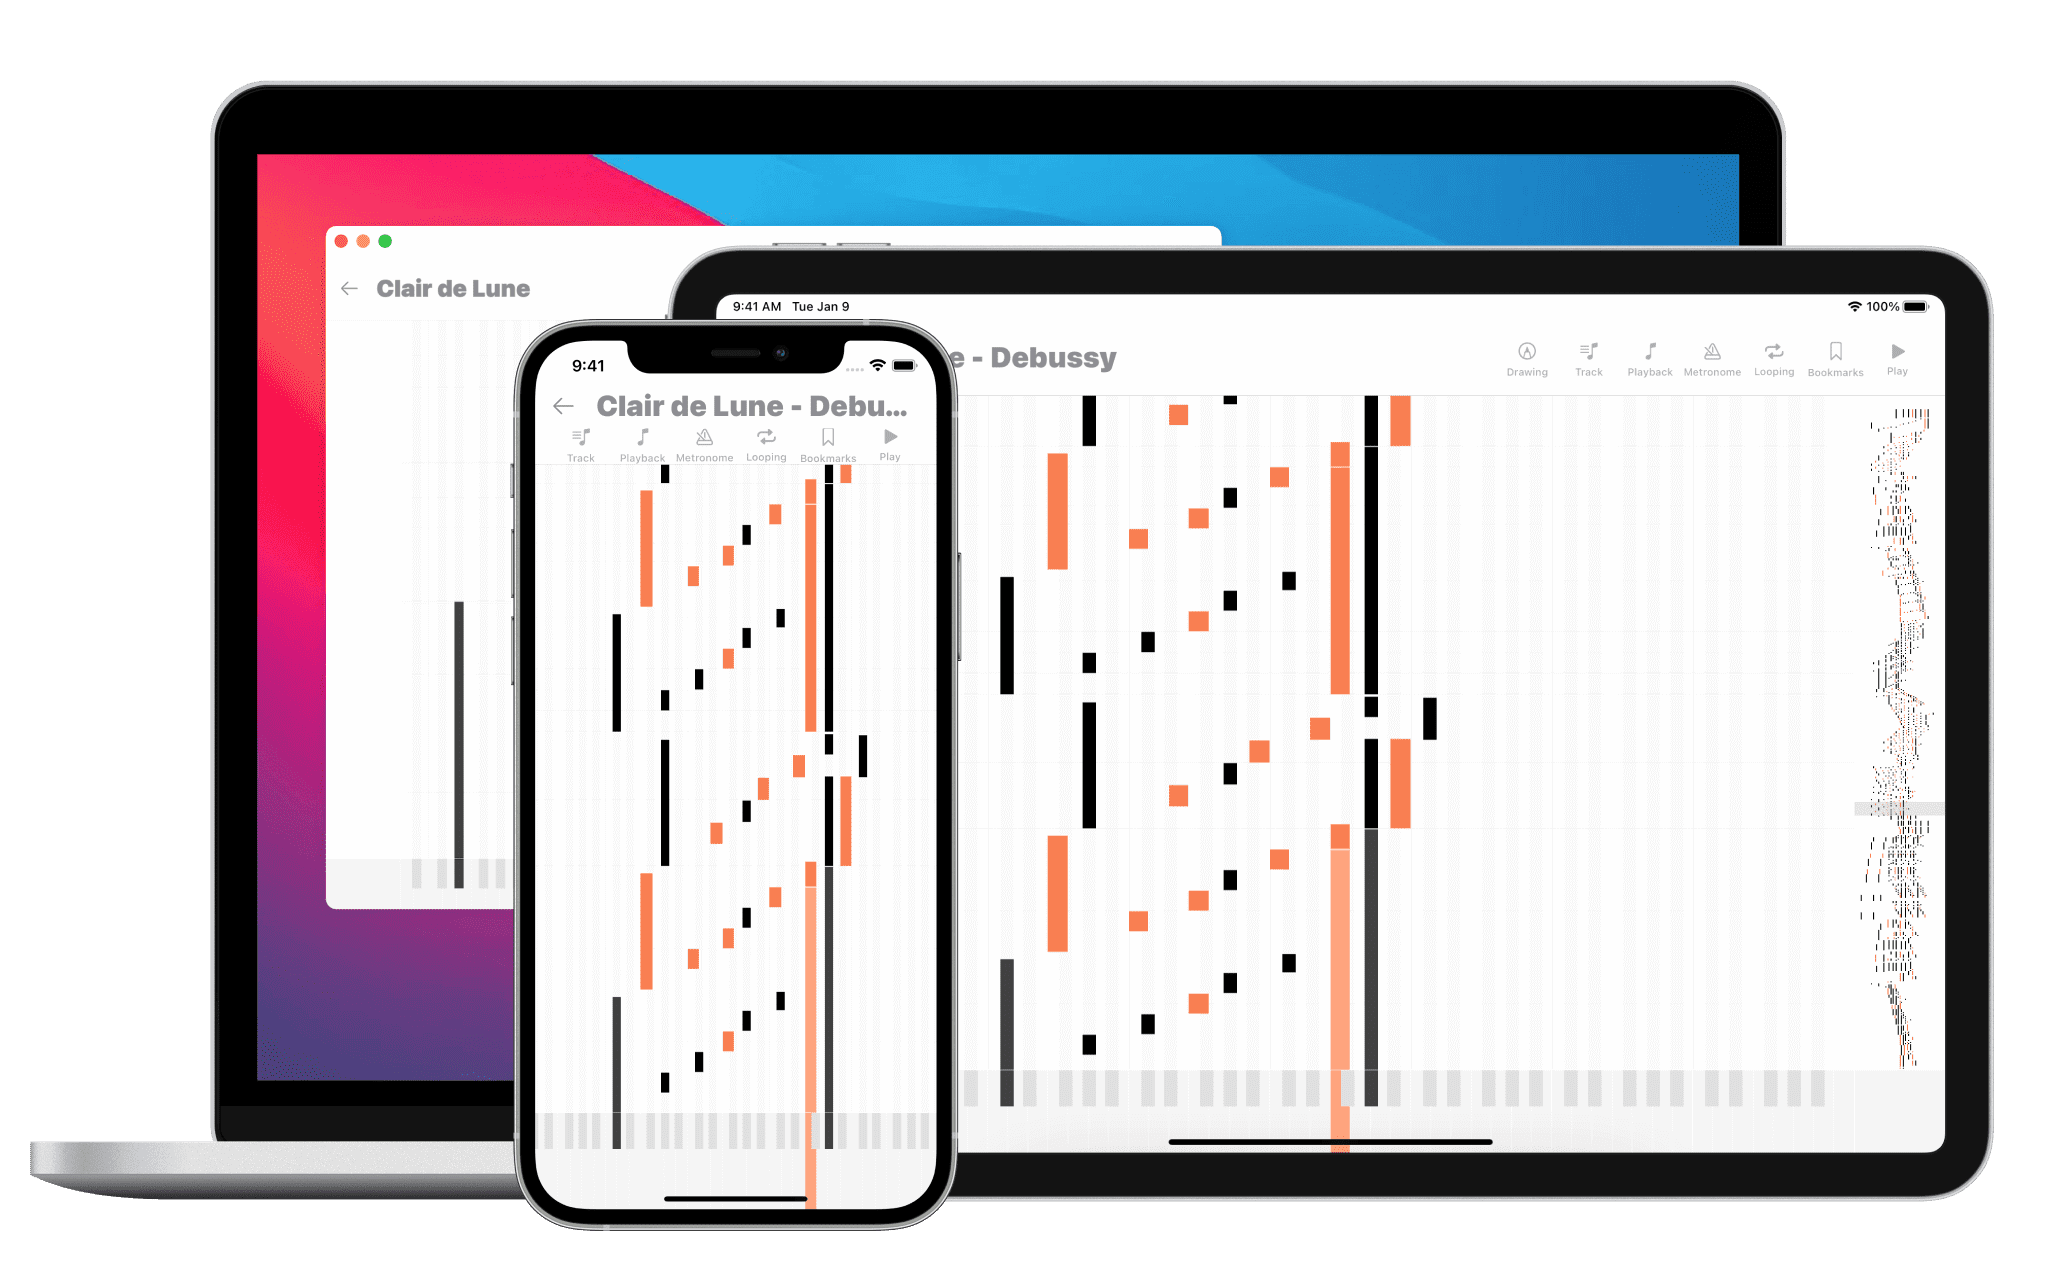 Clair de Lune
9:41 AM Tue Jan 9
100%
e - Debussy
Drawing
Track
Playback
Metronome
Looping
Bookmarks
Play
9:41
Clair de Lune - Debu...
Track
Playback
Metronome
Looping
Bookmarks
Play